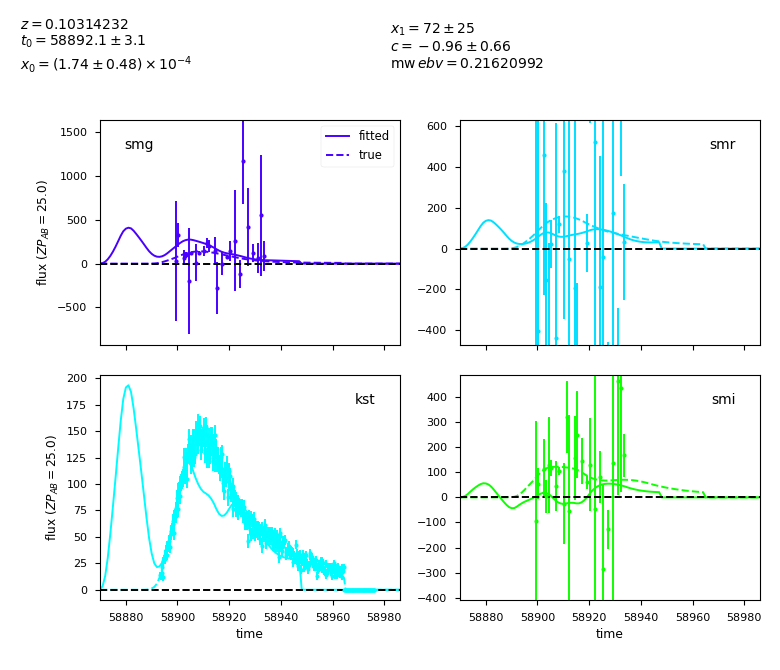 z = 0.10314232
t₀ = 58892.1 ± 3.1
x₀ = (1.74 ± 0.48) × 10⁻⁴
x₁ = 72 ± 25
c = −0.96 ± 0.66
mw ebv = 0.21620992
smg
fitted
true
1500
1000
500
0
−500
flux (ZP_AB = 25.0)
smr
600
400
200
0
−200
−400
kst
200
175
150
125
100
75
50
25
0
flux (ZP_AB = 25.0)
58880 58900 58920 58940 58960 58980
time
smi
400
300
200
100
0
−100
−200
−300
−400
58880 58900 58920 58940 58960 58980
time